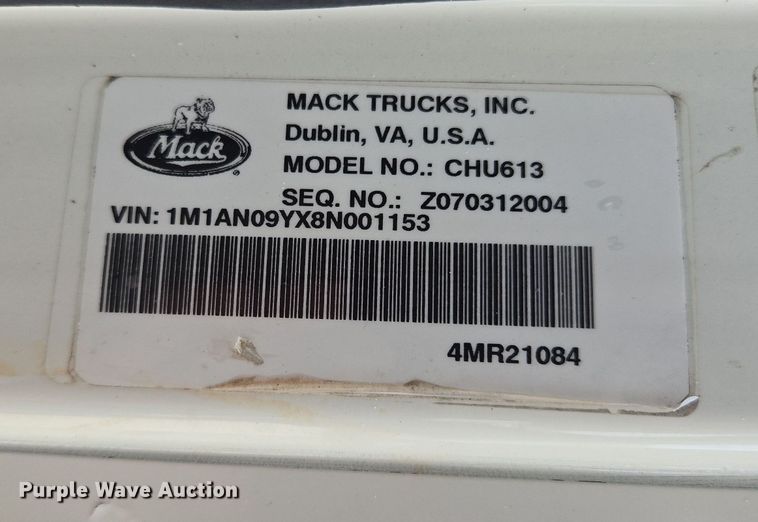 MACK TRUCKS, INC.
Dublin, VA, U.S.A.
Mack
MODEL NO.: CHU613
SEQ. NO.: Z070312004
VIN: 1M1AN09YX8N001153
4MR21084
Purple Wave Auction